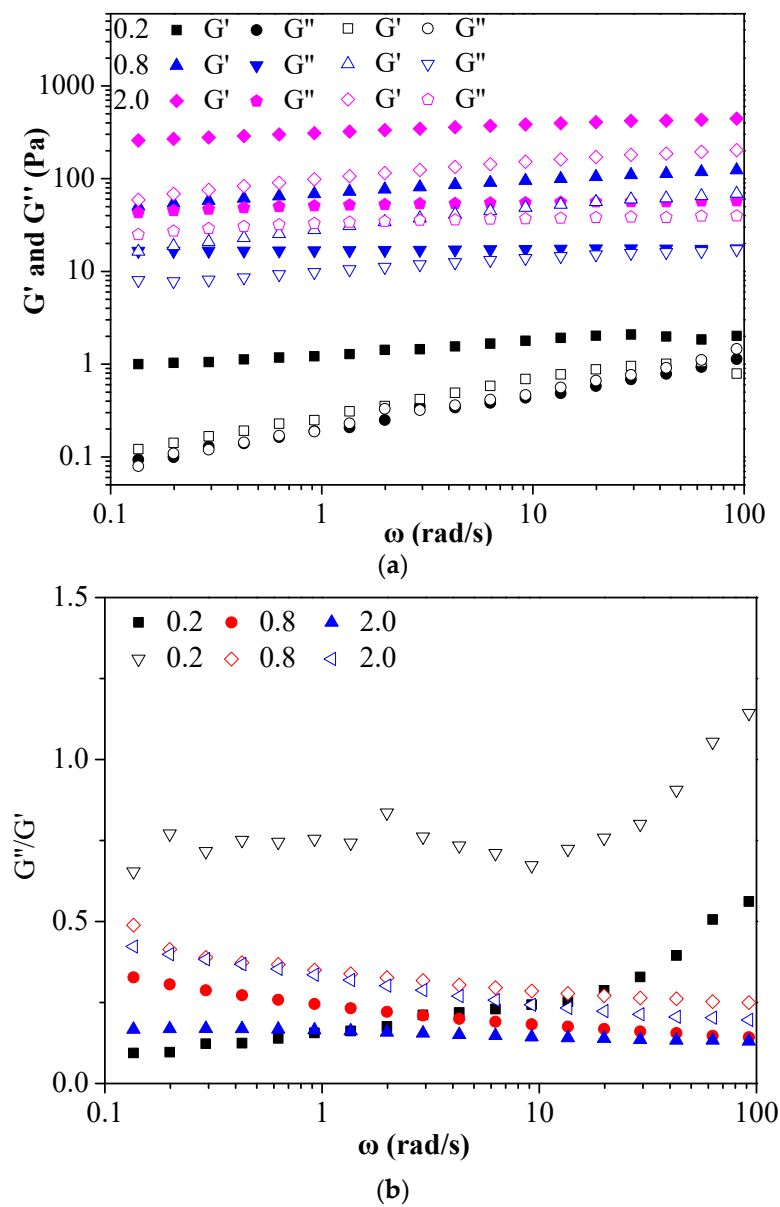 0.2 G' G'' G' G''
0.8 G' G'' G' G''
2.0 G' G'' G' G''
1000
100
10
1
0.1
G' and G'' (Pa)
0.1 1 10 100
ω (rad/s)
(a)
1.5
1.0
0.5
0.0
G''/G'
0.2 0.8 2.0
0.2 0.8 2.0
0.1 1 10 100
ω (rad/s)
(b)